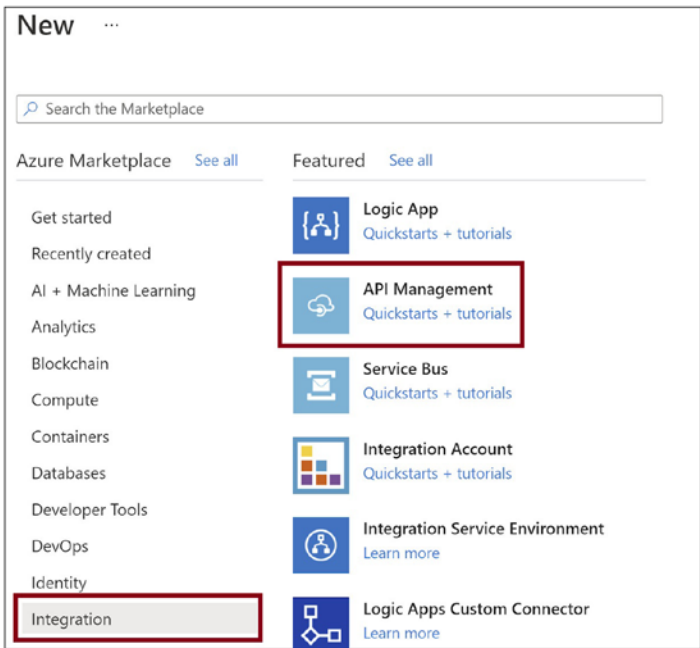 New ...
Search the Marketplace
Azure Marketplace See all
Get started
Recently created
AI + Machine Learning
Analytics
Blockchain
Compute
Containers
Databases
Developer Tools
DevOps
Identity
Integration
Featured See all
Logic App
Quickstarts + tutorials
API Management
Quickstarts + tutorials
Service Bus
Quickstarts + tutorials
Integration Account
Quickstarts + tutorials
Integration Service Environment
Learn more
Logic Apps Custom Connector
Learn more